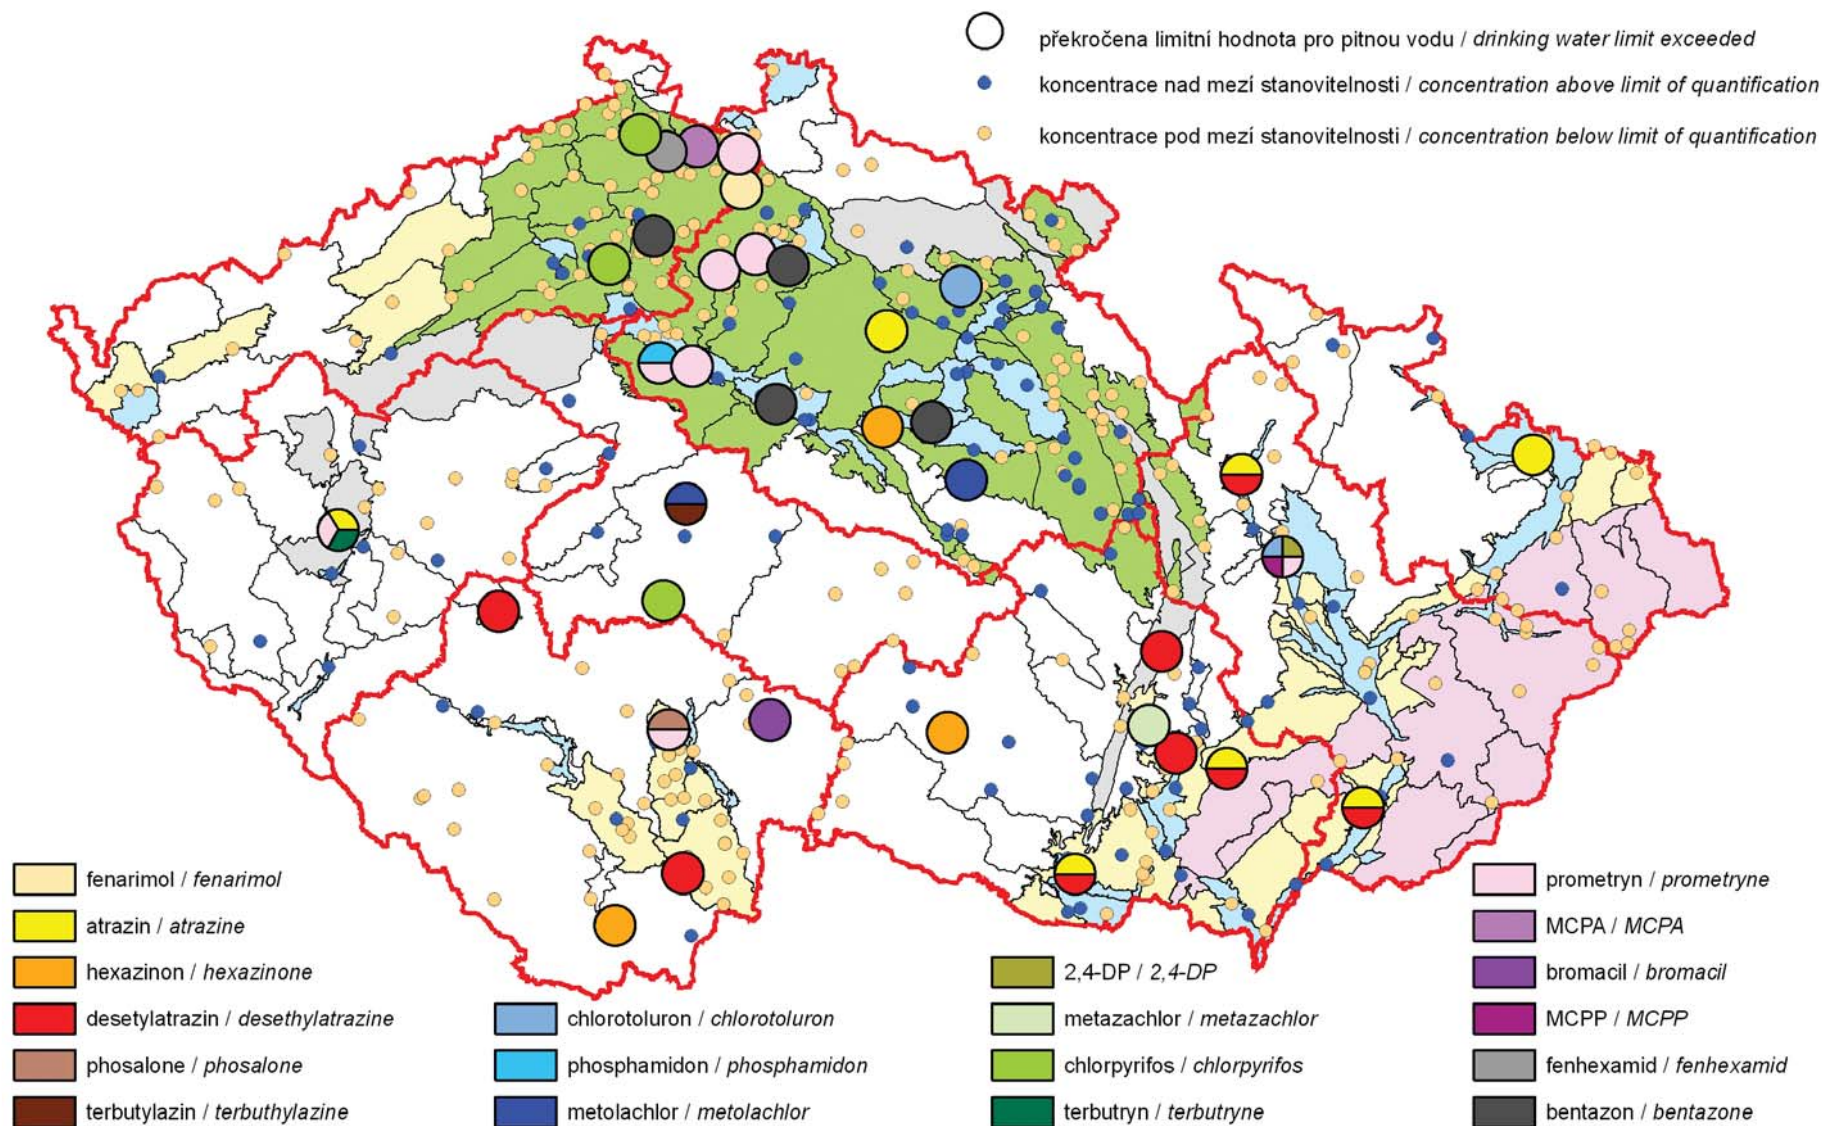 překročena limitní hodnota pro pitnou vodu / drinking water limit exceeded
koncentrace nad mezí stanovitelnosti / concentration above limit of quantification
koncentrace pod mezí stanovitelnosti / concentration below limit of quantification
fenarimol / fenarimol
atrazin / atrazine
hexazinon / hexazinone
desetylatrazin / desethylatrazine
phosalone / phosalone
terbutylazin / terbuthylazine
chlorotoluron / chlorotoluron
phosphamidon / phosphamidon
metolachlor / metolachlor
2,4-DP / 2,4-DP
metazachlor / metazachlor
chlorpyrifos / chlorpyrifos
terbutryn / terbutryne
prometryn / prometryne
MCPA / MCPA
bromacil / bromacil
MCPP / MCPP
fenhexamid / fenhexamid
bentazon / bentazone